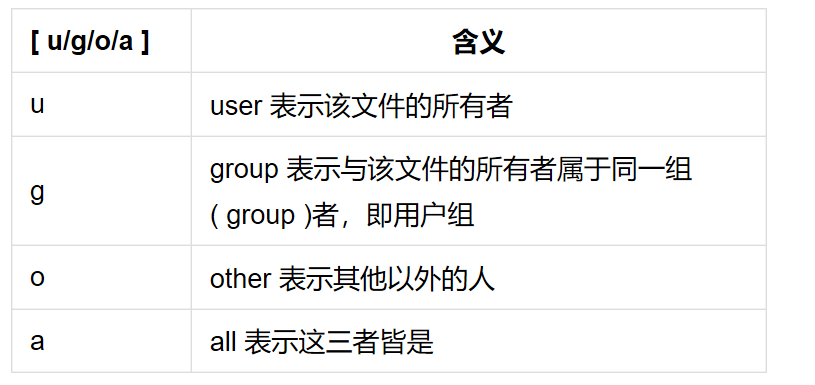 [ u/g/o/a ] 含义
u user 表示该文件的所有者
g group 表示与该文件的所有者属于同一组
( group )者，即用户组
o other 表示其他以外的人
a all 表示这三者皆是